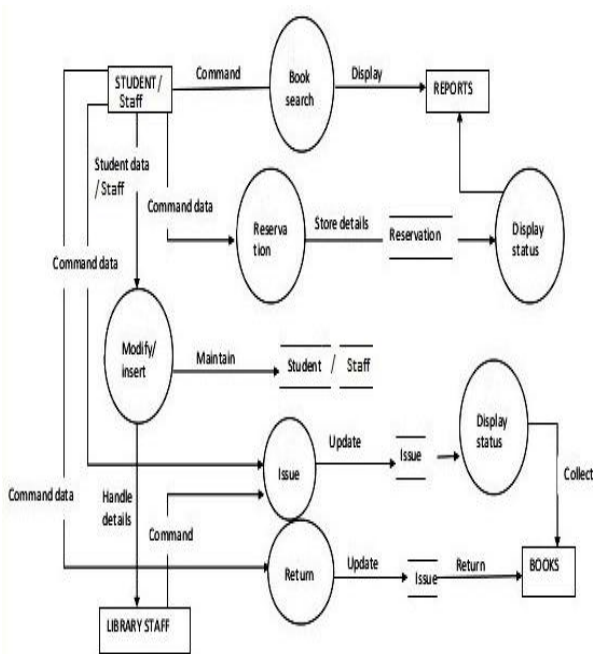 Command
Book
search
Display
STUDENT/
Staff
REPORTS
Student data
/ Staff
Command data
Reserva
tion
Store details
Reservation
Display
status
Command data
Modify/
insert
Maintain
Student / Staff
Display
status
Update
Issue
Issue
Collect
Command data
Handle
details
Command
Return
Update
Issue
Return
BOOKS
LIBRARY STAFF